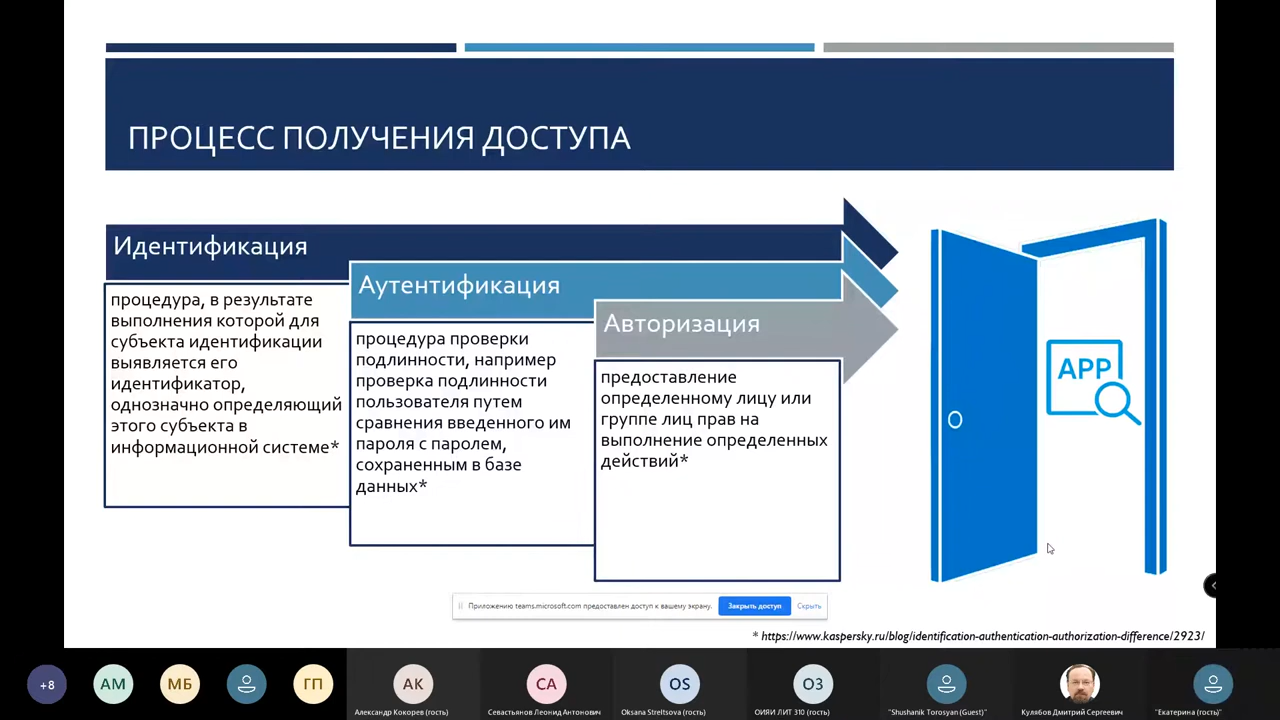 ПРОЦЕСС ПОЛУЧЕНИЯ ДОСТУПА
Идентификация
процедура, в результате
выполнения которой для
субъекта идентификации
выявляется его
идентификатор,
однозначно определяющий
этого субъекта в
информационной системе*
Аутентификация
процедура проверки
подлинности, например
проверка подлинности
пользователя путем
сравнения введенного им
пароля с паролем,
сохраненным в базе
данных*
Авторизация
предоставление
определенному лицу или
группе лиц прав на
выполнение определенных
действий*
APP
Приложению teams.microsoft.com предоставлен доступ к вашему экрану.
Закрыть доступ
Скрыть
* https://www.kaspersky.ru/blog/identification-authentication-authorization-difference/2923/
+8
АМ
МБ
ГП
АК
СА
OS
ОЗ
Александр Кокорев (гость)
Севастьянов Леонид Антонович
Oksana Streltsova (гость)
ОИЯИ ЛИТ 310 (гость)
"Shushanik Torosyan (Guest)"
Кулябов Дмитрий Сергеевич
"Екатерина (гость)"